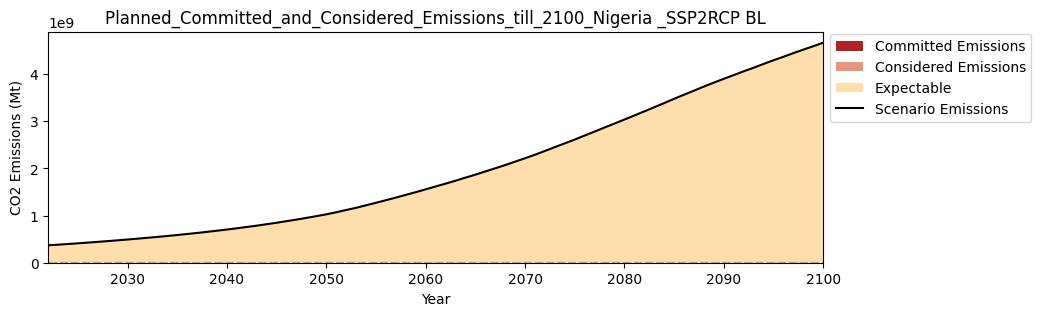 Planned_Committed_and_Considered_Emissions_till_2100_Nigeria _SSP2RCP BL
1e9
CO2 Emissions (Mt)
4
3
2
1
0
2030 2040 2050 2060 2070 2080 2090 2100
Year
Committed Emissions
Considered Emissions
Expectable
Scenario Emissions